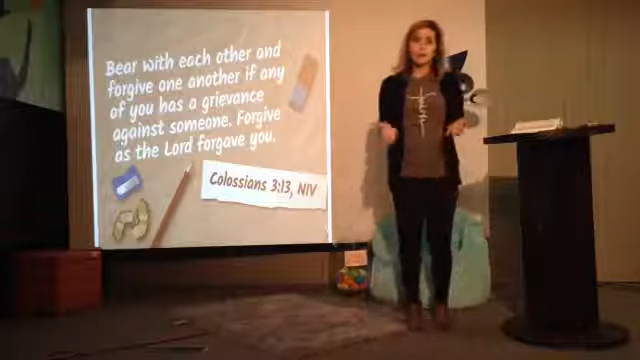 Bear with each other and
forgive one another if any
of you has a grievance
against someone. Forgive
as the Lord forgave you.
Colossians 3:13, NIV